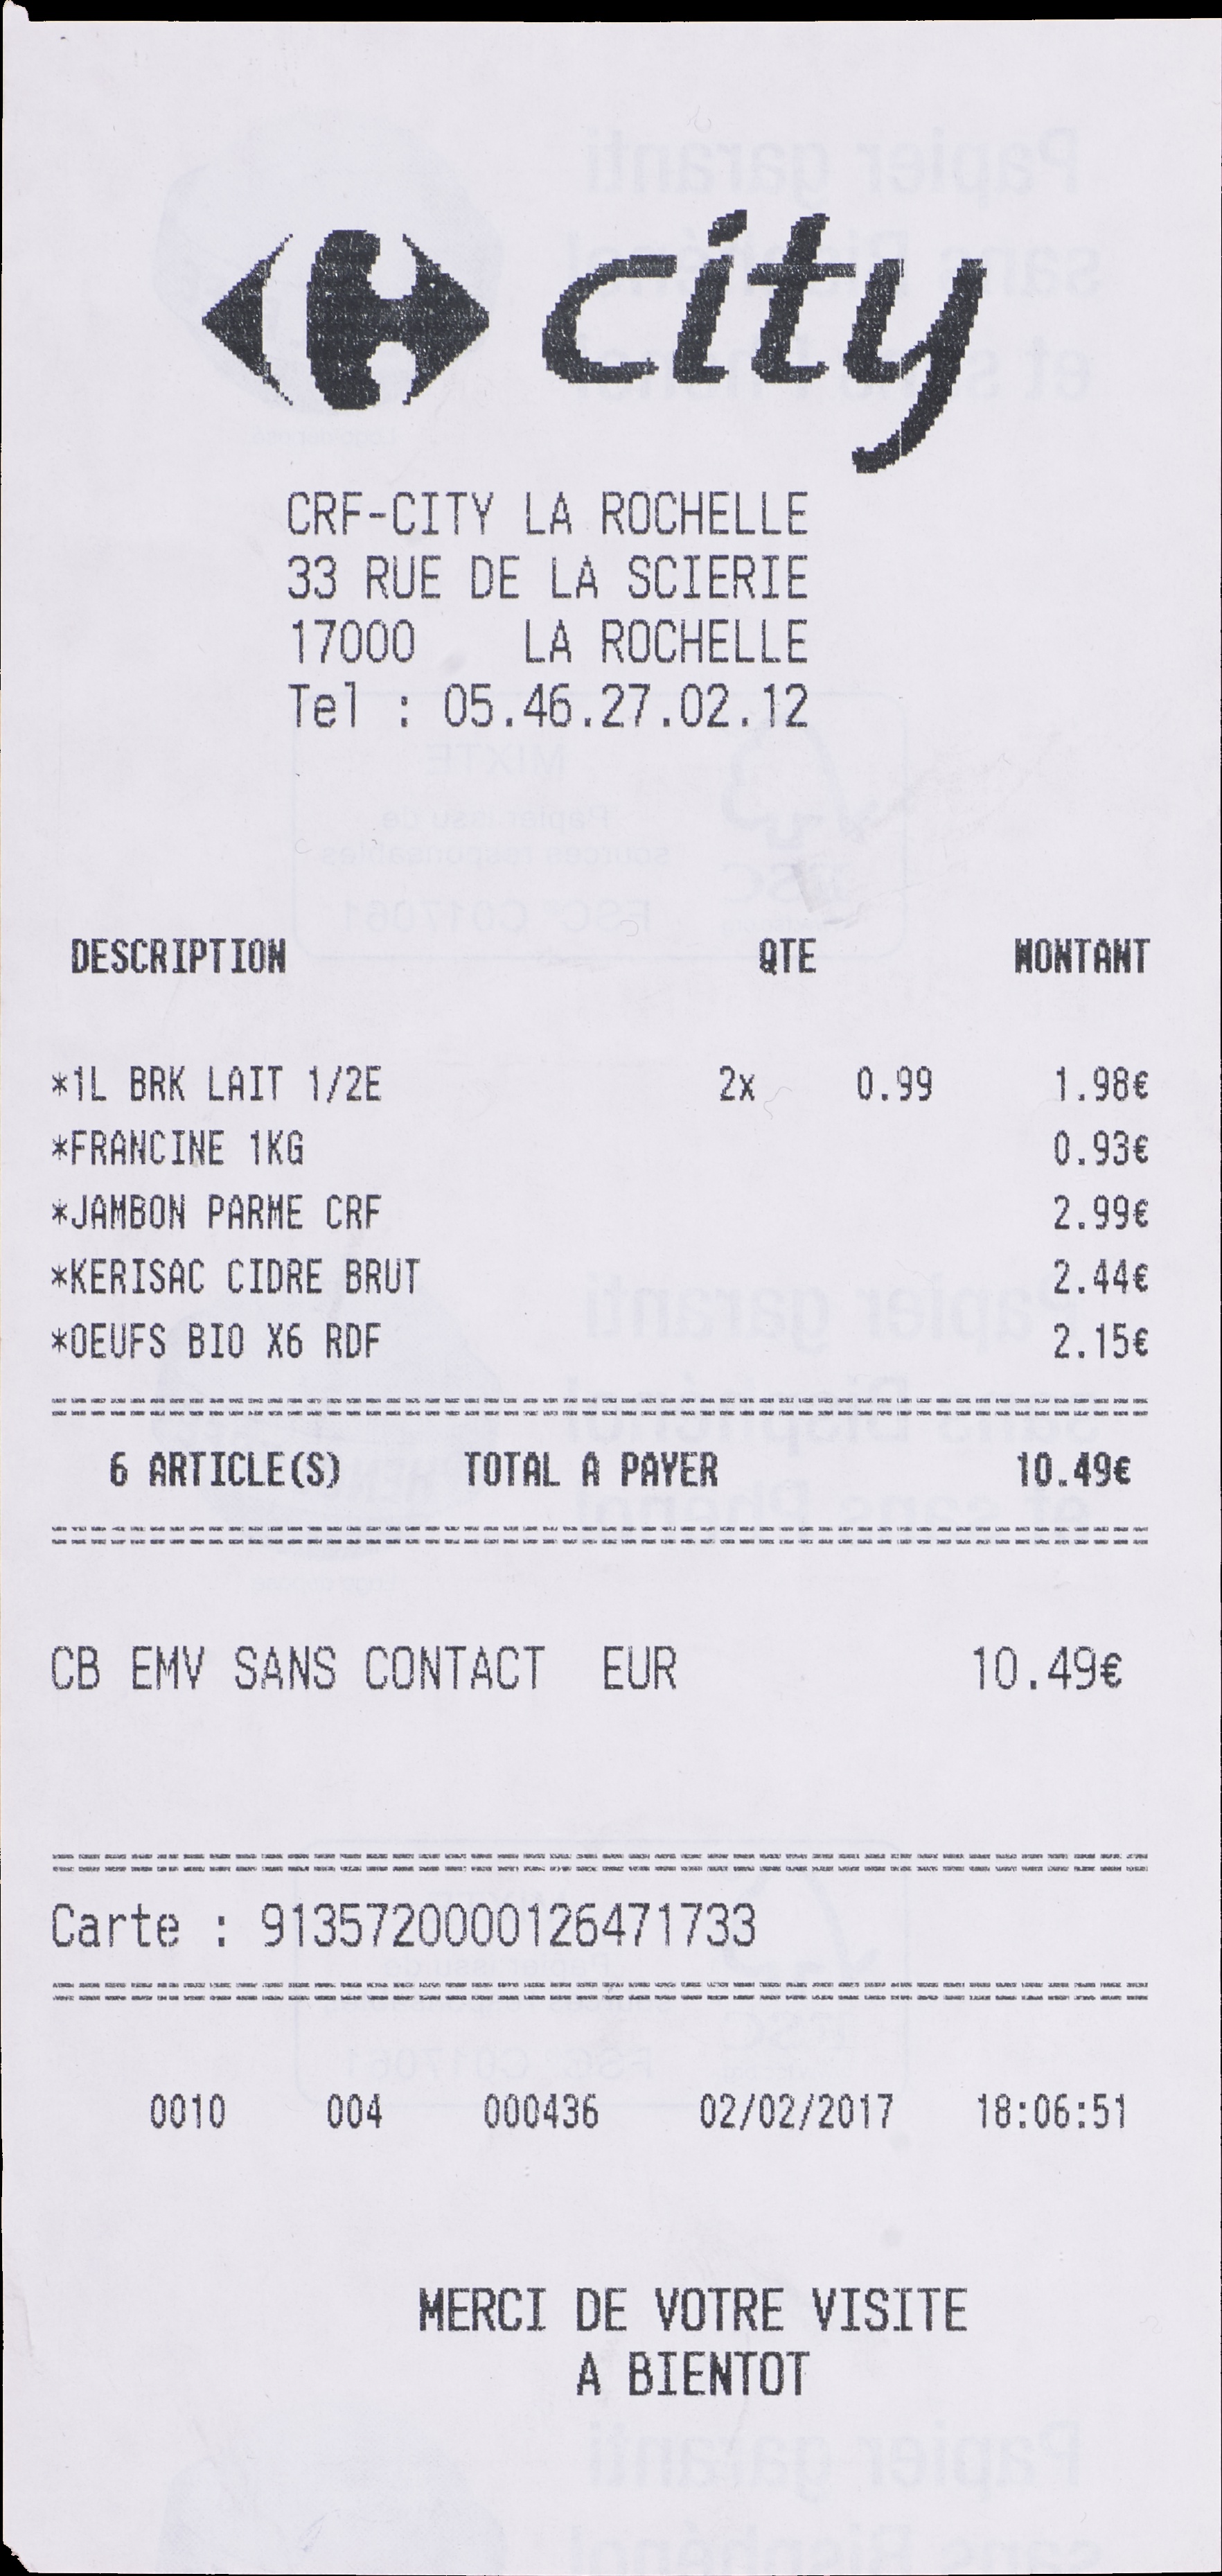 city
CRF-CITY LA ROCHELLE
33 RUE DE LA SCIERIE
17000 LA ROCHELLE
Tel : 05.46.27.02.12
DESCRIPTION QTE MONTANT
*1L BRK LAIT 1/2E 2x 0.99 1.98€
*FRANCINE 1KG 0.93€
*JAMBON PARME CRF 2.99€
*KERISAC CIDRE BRUT 2.44€
*OEUFS BIO X6 RDF 2.15€
6 ARTICLE(S) TOTAL A PAYER 10.49€
CB EMV SANS CONTACT EUR 10.49€
Carte : 9135720000126471733
0010 004 000436 02/02/2017 18:06:51
MERCI DE VOTRE VISITE
A BIENTOT